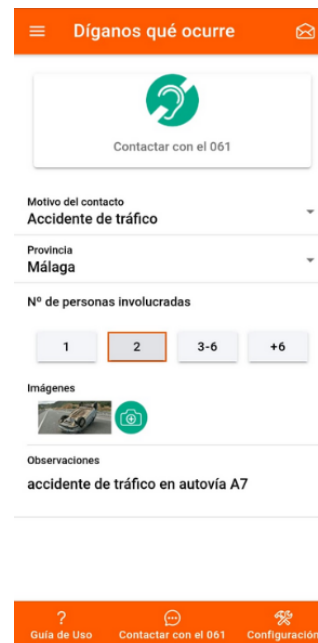 Díganos qué ocurre
Contactar con el 061
Motivo del contacto
Accidente de tráfico
Provincia
Málaga
Nº de personas involucradas
1 2 3-6 +6
Imágenes
Observaciones
accidente de tráfico en autovía A7
?
Guía de Uso Contactar con el 061 Configuración